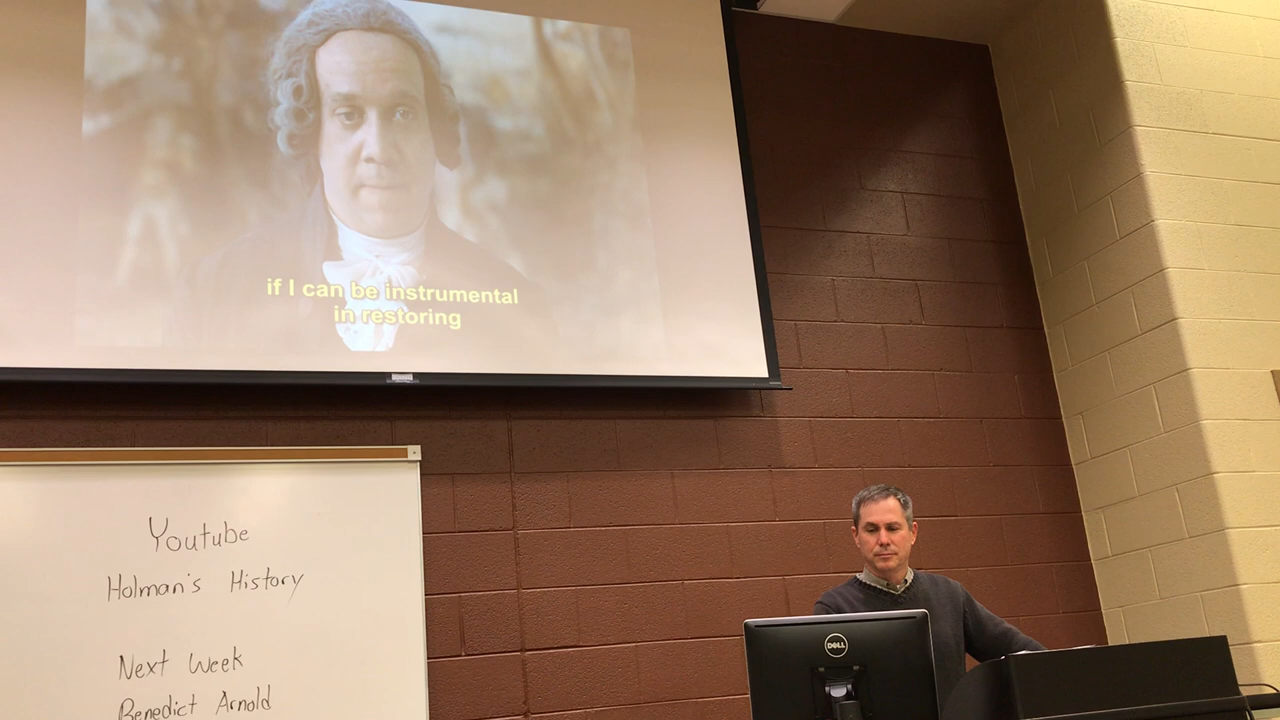 if I can be instrumental
in restoring
Youtube
Holman's History
Next Week
Benedict Arnold
DELL